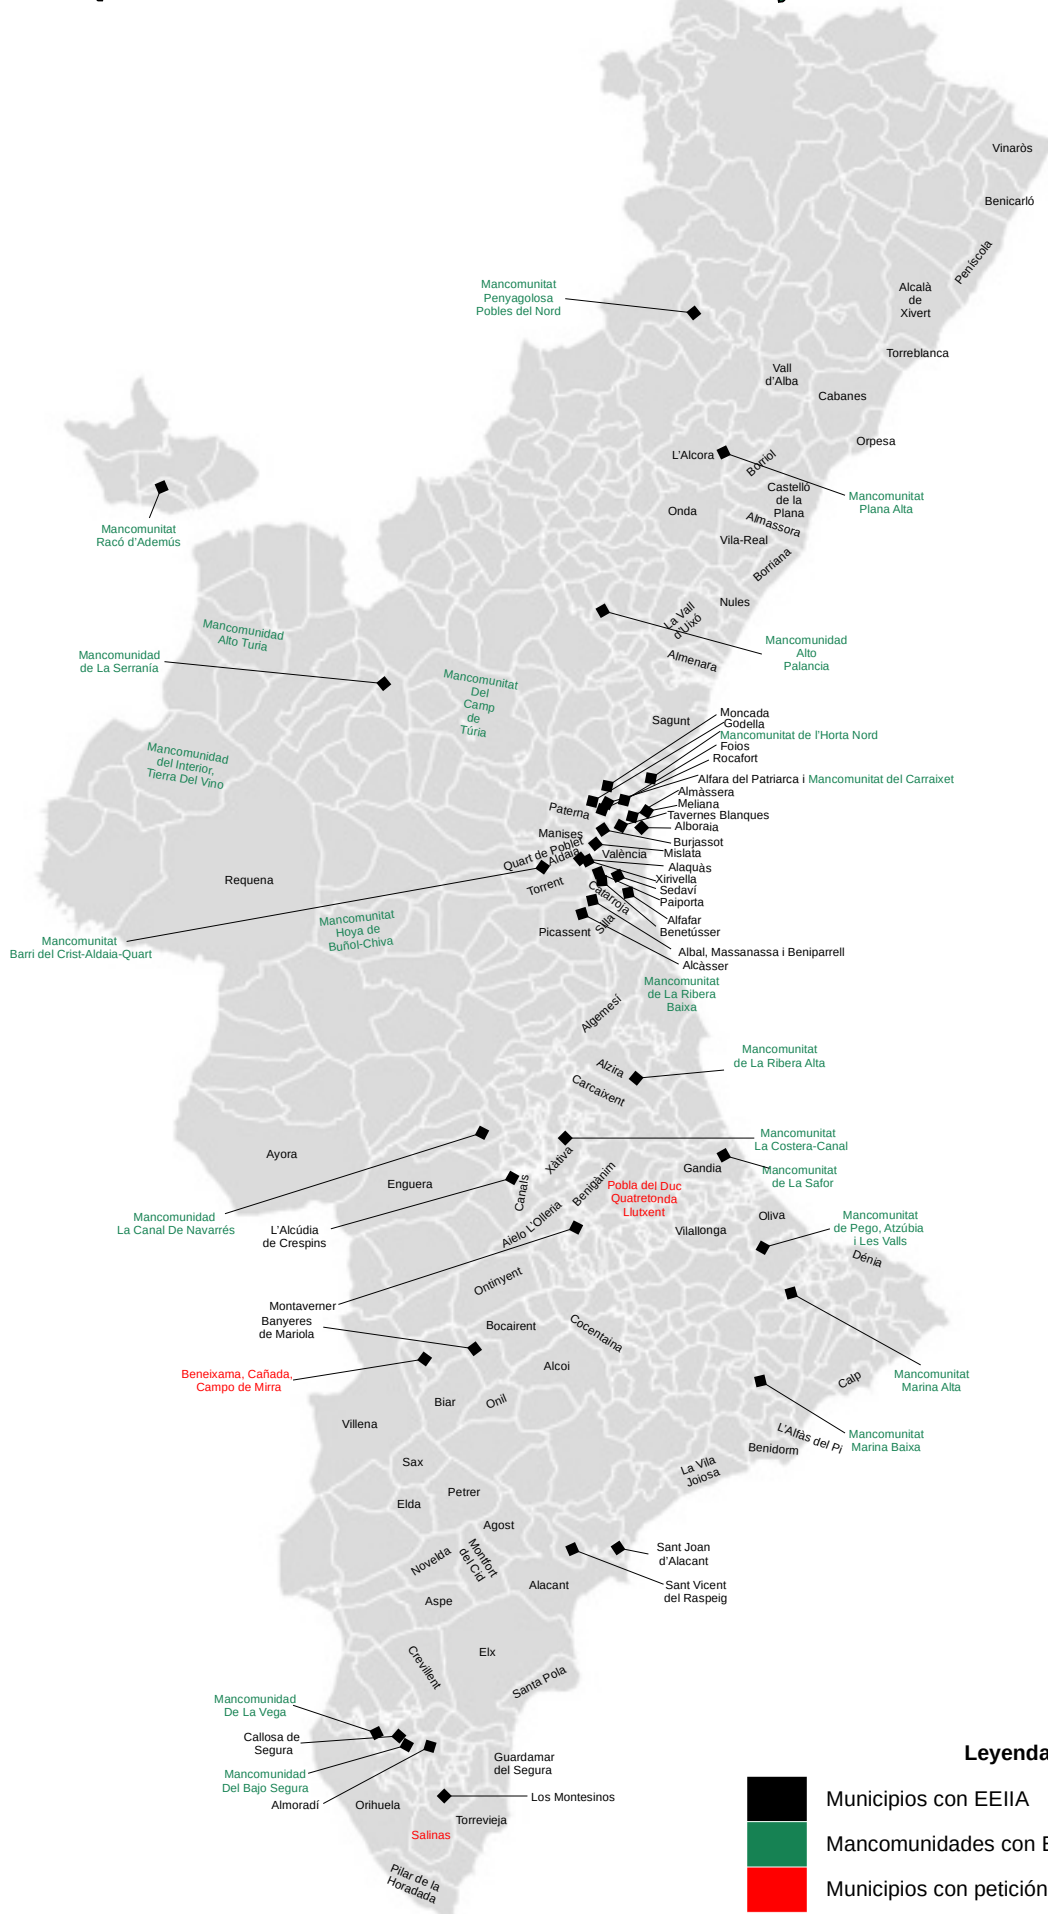 Vinaròs
Benicarló
Peníscola
Mancomunitat
Penyagolosa
Pobles del Nord
Alcalà
de
Xivert
Torreblanca
Vall
d'Alba
Cabanes
Orpesa
L'Alcora
Borriol
Castelló
de la
Plana
Mancomunitat
Plana Alta
Onda
Almassora
Vila-Real
Borriana
Mancomunitat
Racó d'Ademús
Nules
La Vall
d'Uixó
Mancomunidad
Alto Turia
Mancomunidad
Alto
Palancia
Mancomunidad
de La Serranía
Almenara
Mancomunitat
Del
Camp
de
Túria
Sagunt
Moncada
Godella
Mancomunitat de l'Horta Nord
Foios
Rocafort
Mancomunidad
del Interior,
Tierra Del Vino
Alfara del Patriarca i Mancomunitat del Carraixet
Almàssera
Meliana
Tavernes Blanques
Alboraia
Paterna
Manises
Burjassot
Quart de Poblet
Aldaia
València
Mislata
Alaquàs
Xirivella
Sedaví
Paiporta
Requena
Torrent
Catarroja
Alfafar
Benetússer
Mancomunitat
Hoya de
Buñol-Chiva
Picassent
Silla
Mancomunitat
Barri del Crist-Aldaia-Quart
Albal, Massanassa i Beniparrell
Alcàsser
Mancomunitat
de La Ribera
Baixa
Algemesí
Mancomunitat
de La Ribera Alta
Alzira
Carcaixent
Mancomunitat
La Costera-Canal
Ayora
Xàtiva
Gandia
Mancomunitat
de La Safor
Enguera
Canals
Benigànim
Pobla del Duc
Quatretonda
Llutxent
Mancomunidad
La Canal De Navarrés
L'Alcúdia
de Crespins
Aielo L'Olleria
Vilallonga
Oliva
Mancomunitat
de Pego, Atzúbia
i Les Valls
Dénia
Ontinyent
Montaverner
Banyeres
de Mariola
Bocairent
Cocentaina
Alcoi
Beneixama, Cañada,
Campo de Mirra
Mancomunitat
Marina Alta
Calp
Biar
Onil
Villena
L'Alfàs del Pi
Mancomunitat
Marina Baixa
Benidorm
Sax
La Vila
Joiosa
Petrer
Elda
Agost
Novelda
Montfort
del Cid
Sant Joan
d'Alacant
Alacant
Sant Vicent
del Raspeig
Aspe
Elx
Crevillent
Santa Pola
Mancomunidad
De La Vega
Callosa de
Segura
Guardamar
del Segura
Mancomunidad
Del Bajo Segura
Almoradí
Orihuela
Los Montesinos
Torrevieja
Salinas
Pilar de la
Horadada
Leyenda
Municipios con EEIIA
Mancomunidades con E
Municipios con petición